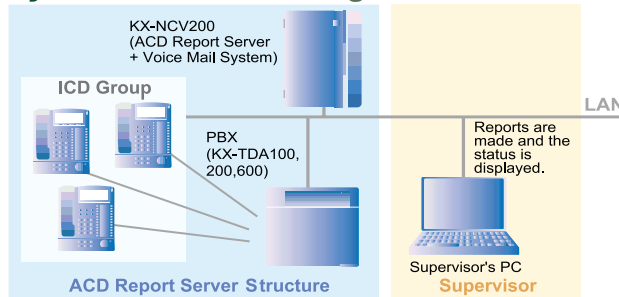 KX-NCV200
(ACD Report Server
+ Voice Mail System)
ICD Group
LAN
PBX
(KX-TDA100,
200,600)
Reports are
made and the
status is
displayed.
Supervisor's PC
ACD Report Server Structure
Supervisor